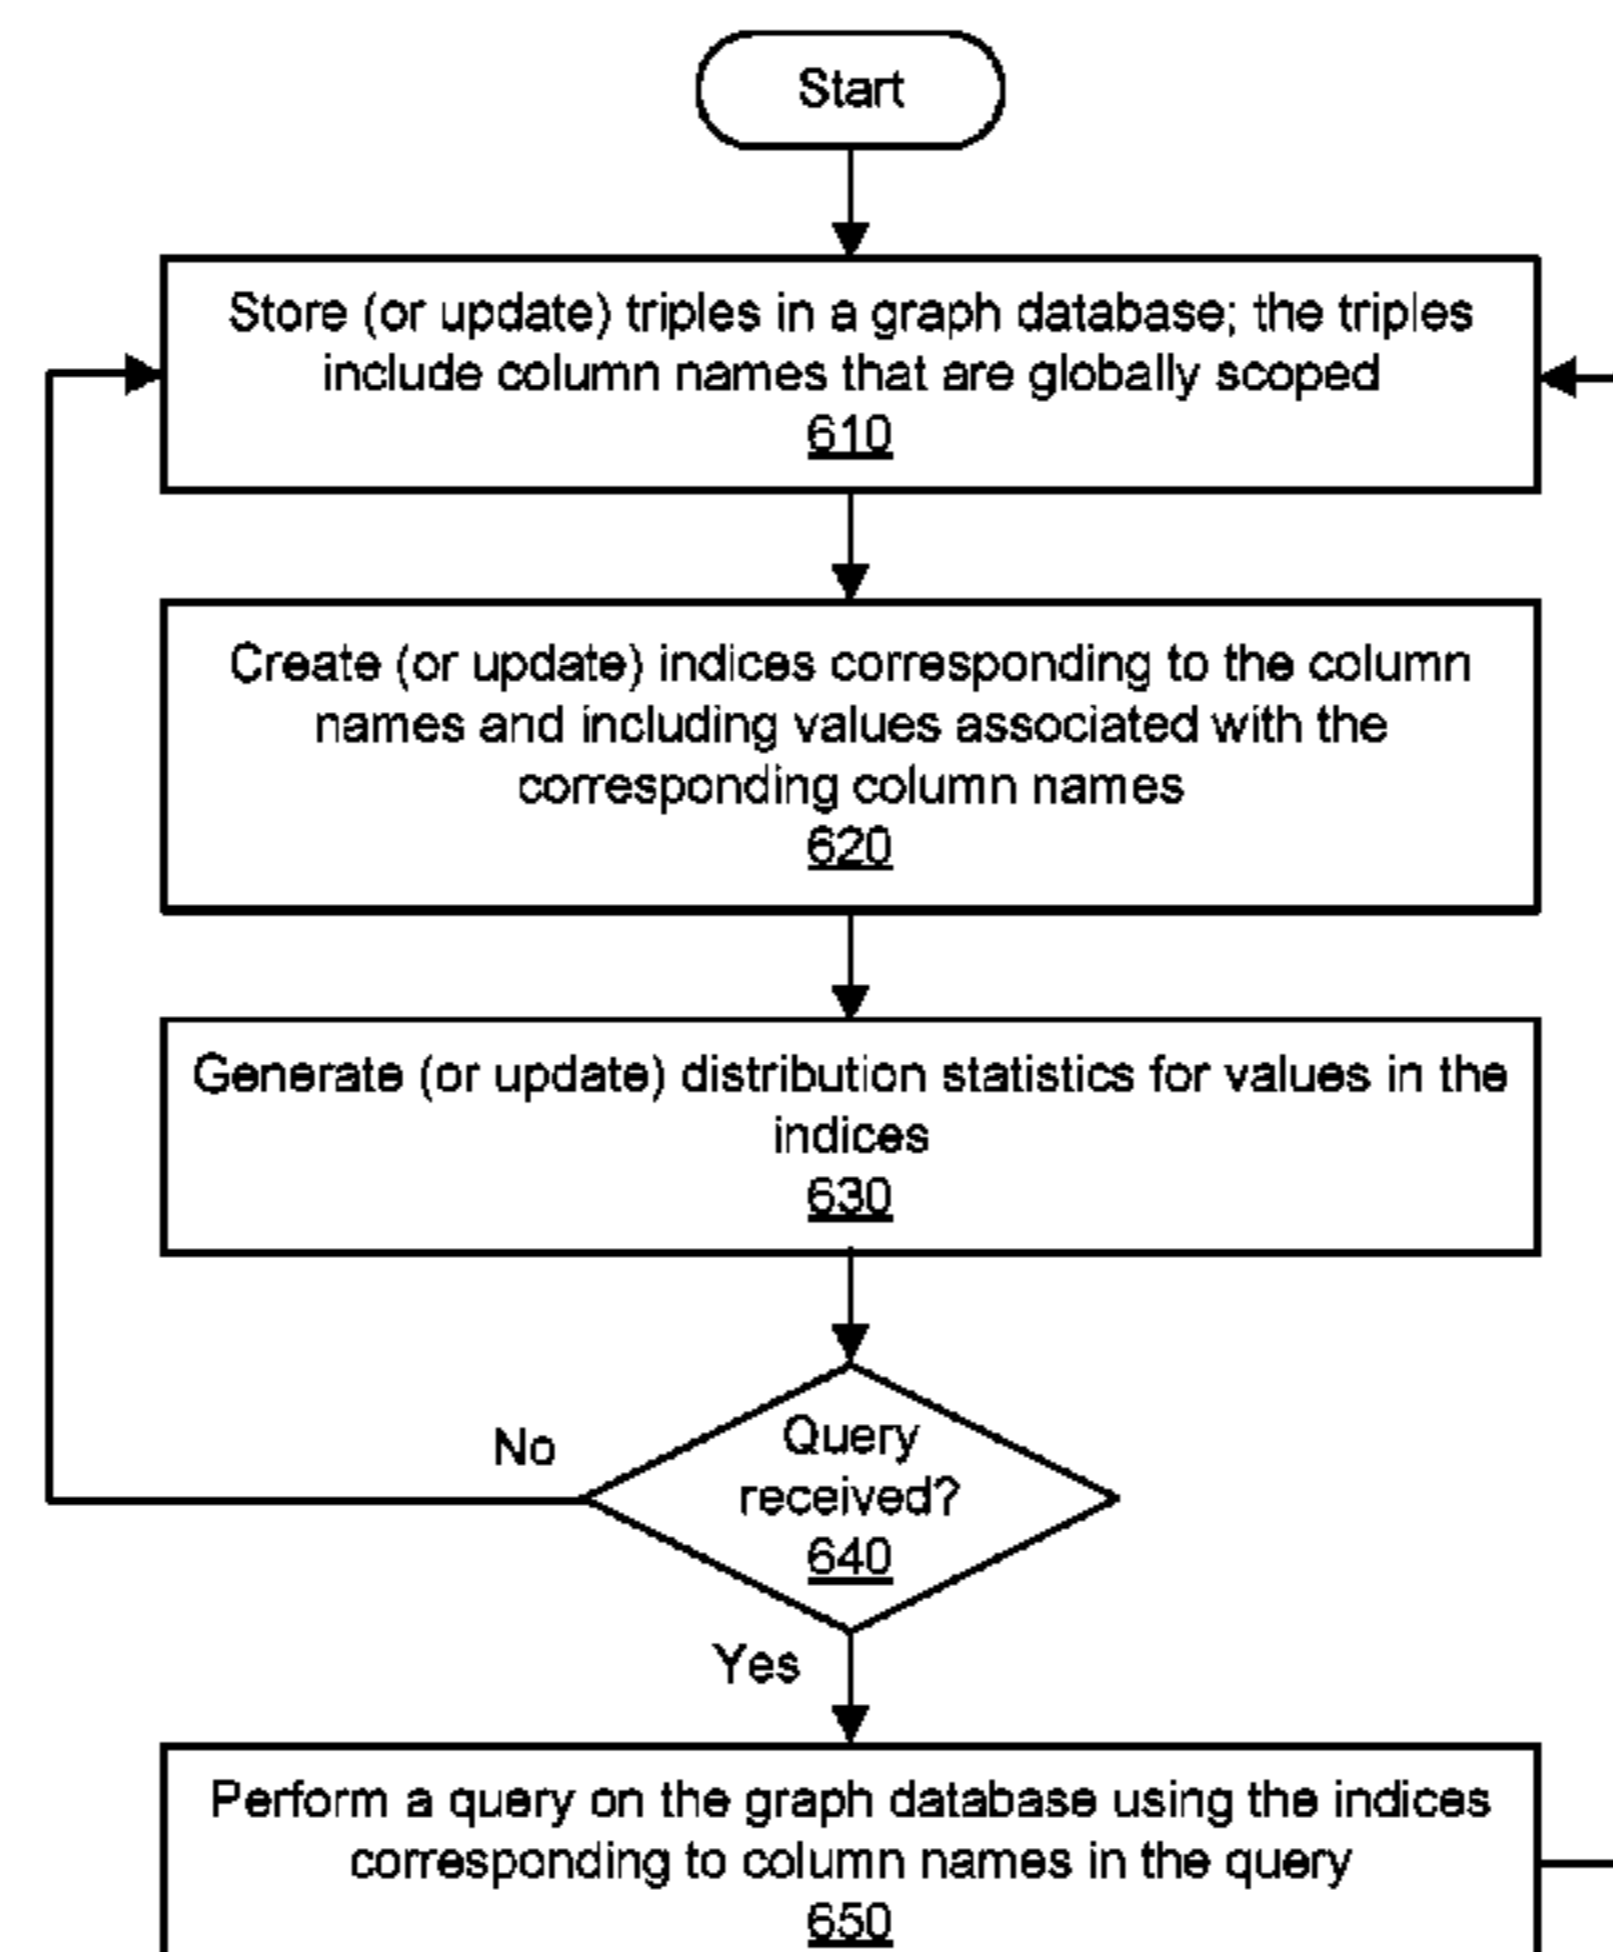 Start
Store (or update) triples in a graph database; the triples
include column names that are globally scoped
610
Create (or update) indices corresponding to the column
names and including values associated with the
corresponding column names
620
Generate (or update) distribution statistics for values in the
indices
630
Query
received?
640
No
Yes
Perform a query on the graph database using the indices
corresponding to column names in the query
650